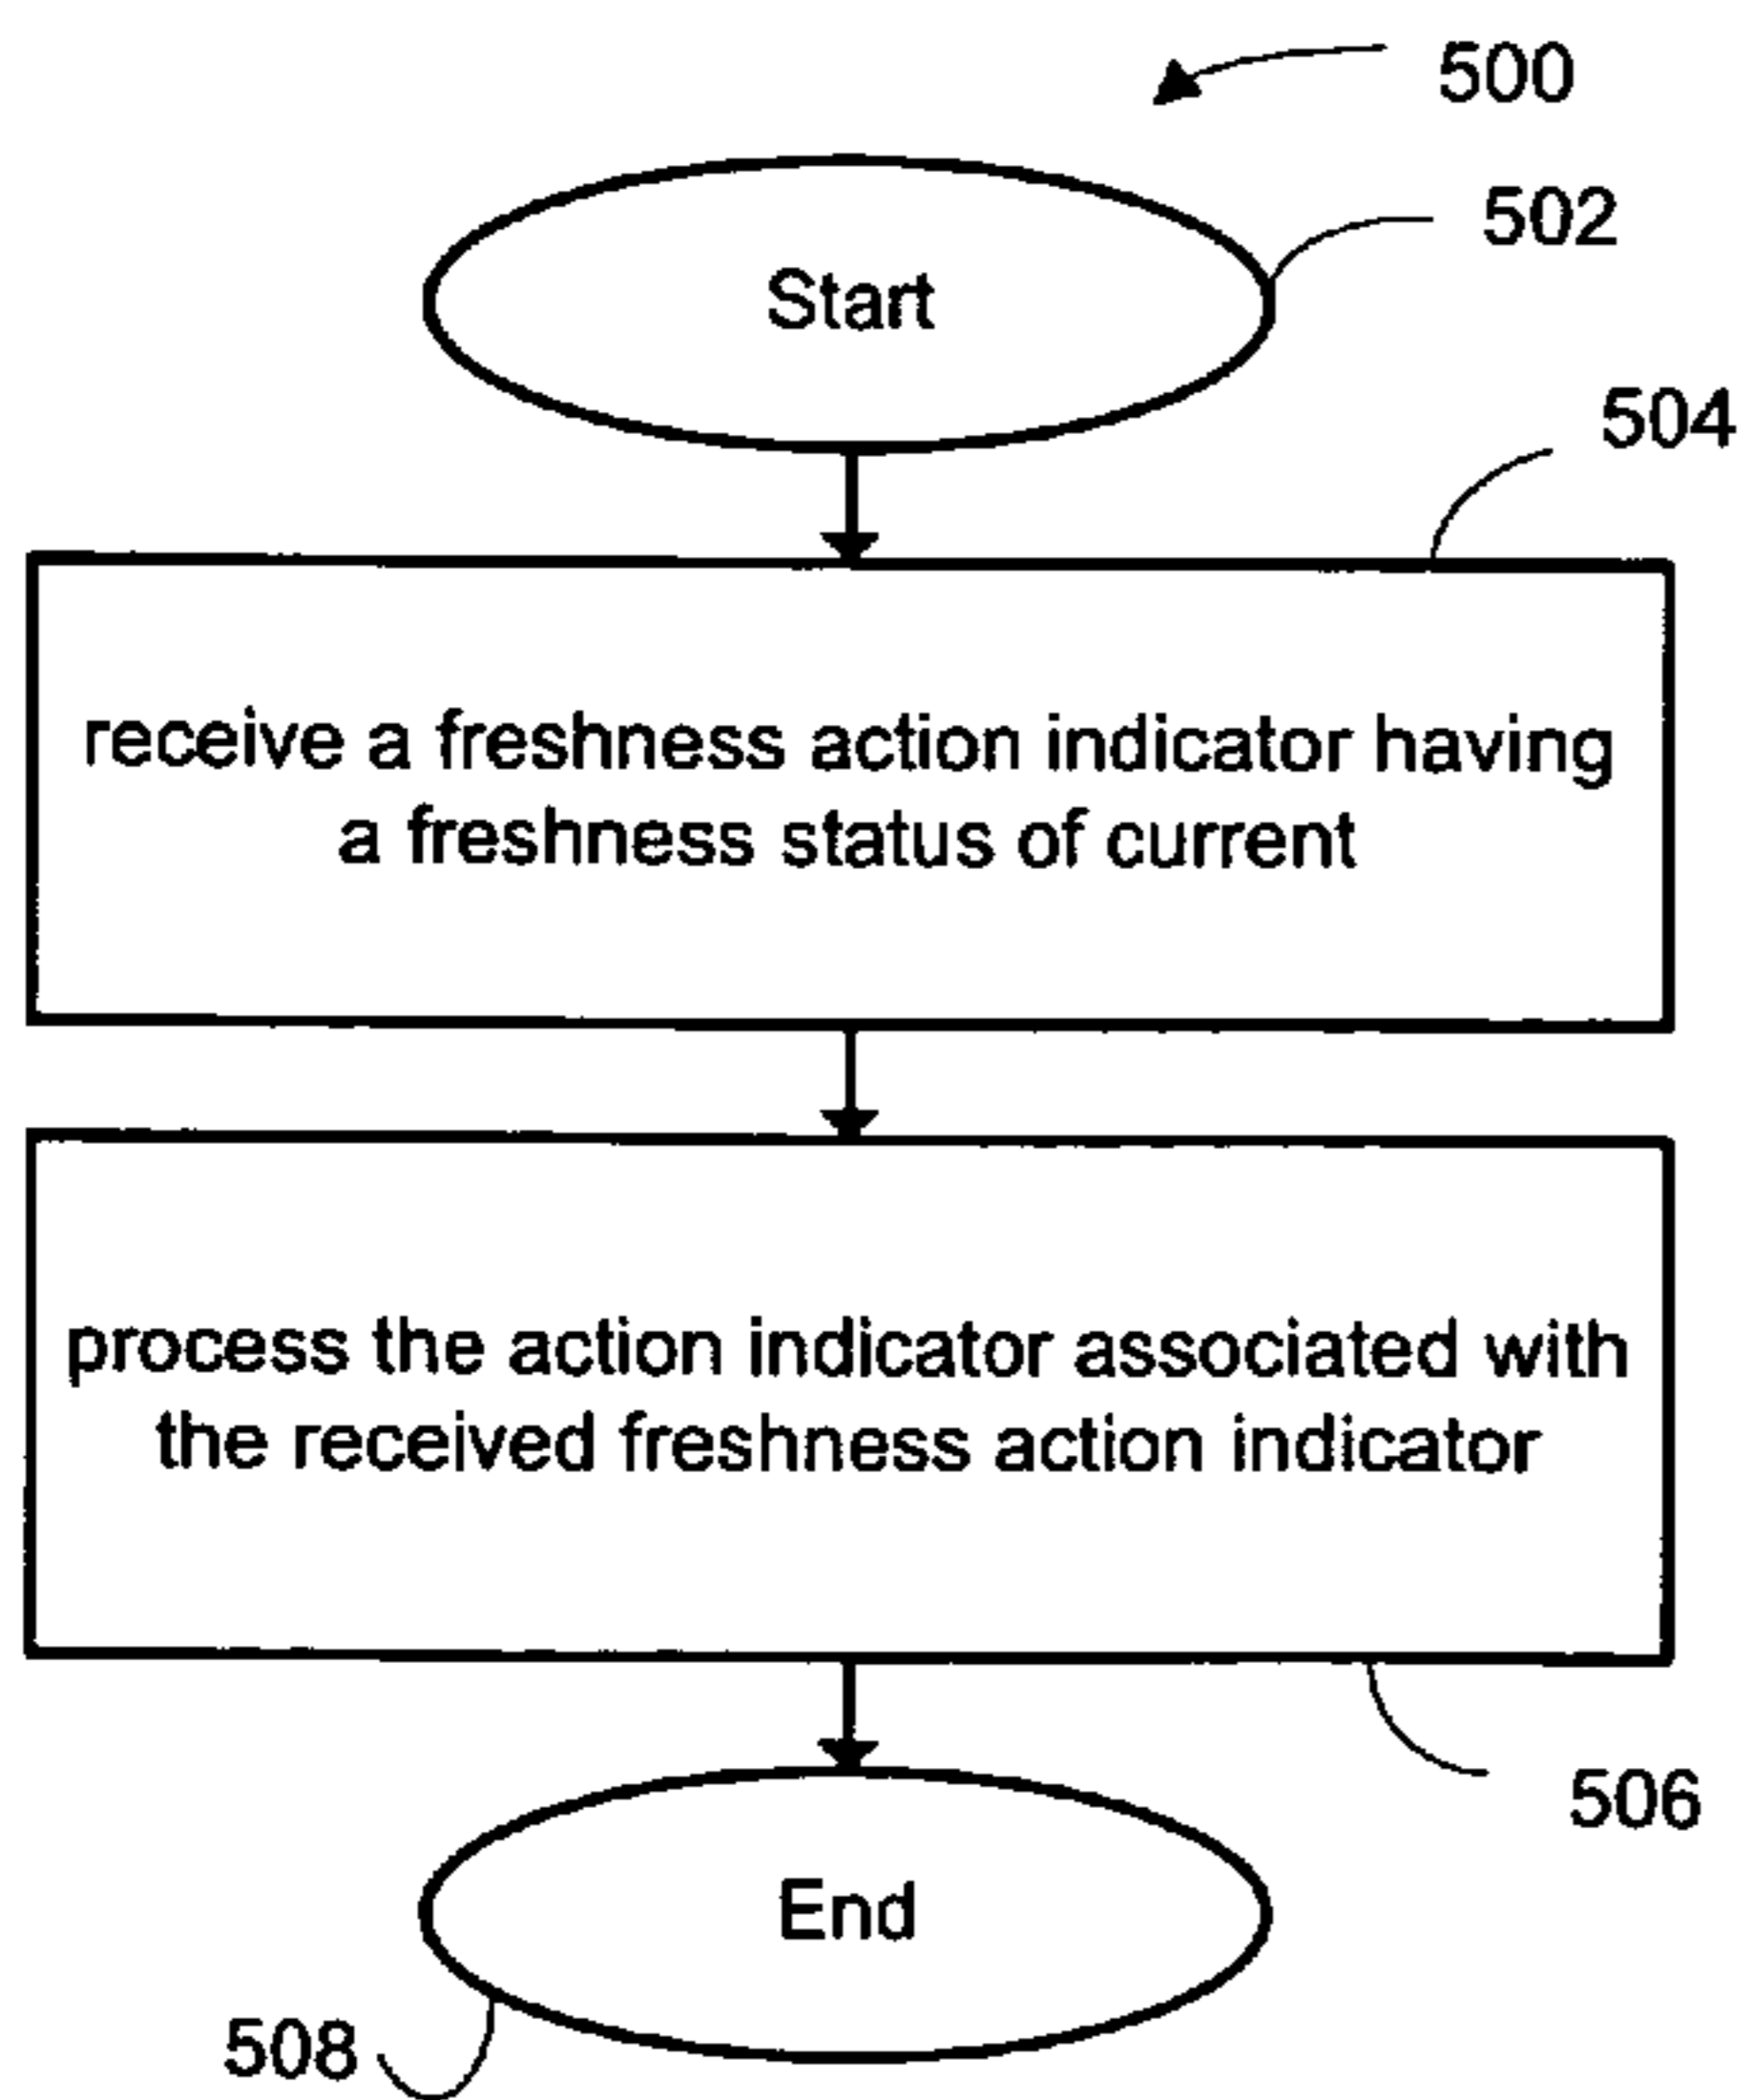 500
502
Start
504
receive a freshness action indicator having
a freshness status of current
process the action indicator associated with
the received freshness action indicator
506
End
508